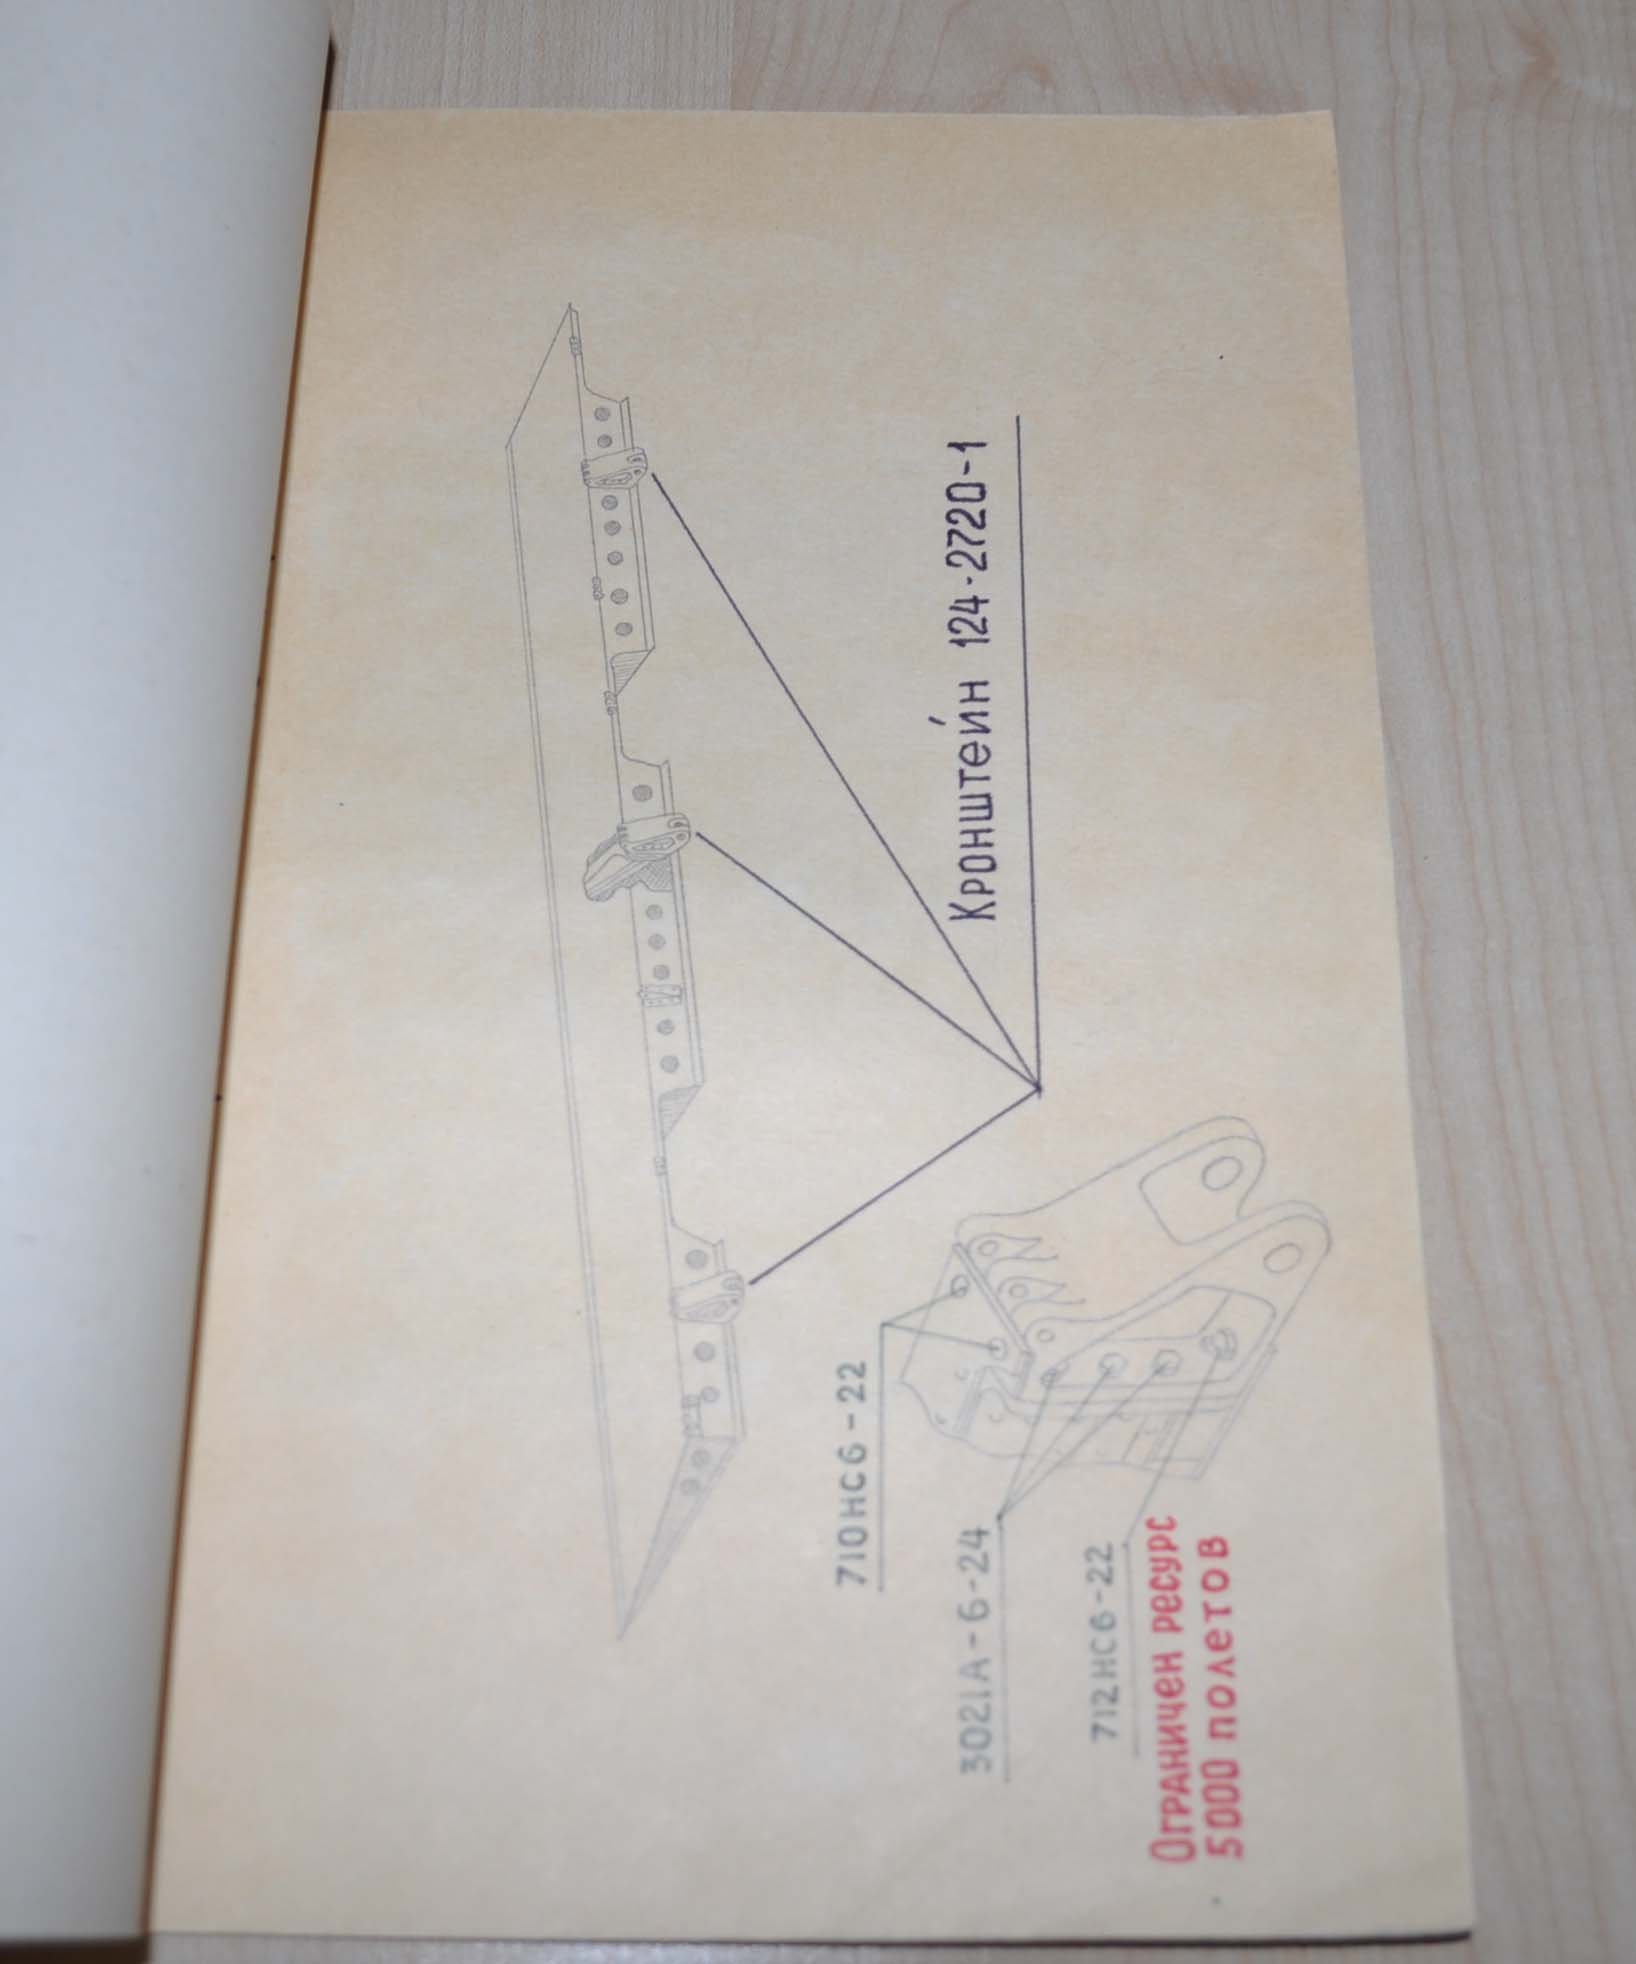 Кронштейн 124-2720-1
710НС6-22
3021А-6-24
712НС6-22
Ограничен ресурс
5000 полетов